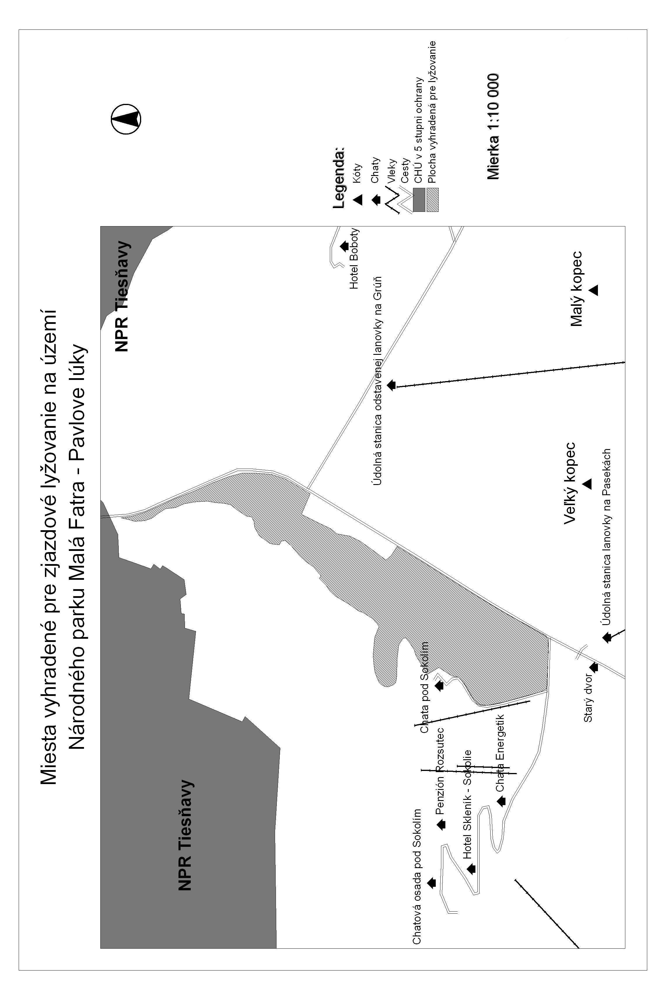 Miesta vyhradené pre zjazdové lyžovanie na území
Národného parku Malá Fatra - Pavlove lúky
NPR Tiesňavy
NPR Tiesňavy
Hotel Boboty
Údolná stanica odstavenej lanovky na Grúň
Chatová osada pod Sokolím
Chata pod Sokolím
Penzión Rozsutec
Hotel Skleník - Sokolie
Chata Energetik
Veľký kopec
Malý kopec
Starý dvor
Údolná stanica lanovky na Pasekách
Legenda:
Kóty
Chaty
Vleky
Cesty
CHÚ v 5 stupni ochrany
Plocha vyhradená pre lyžovanie
Mierka 1:10 000